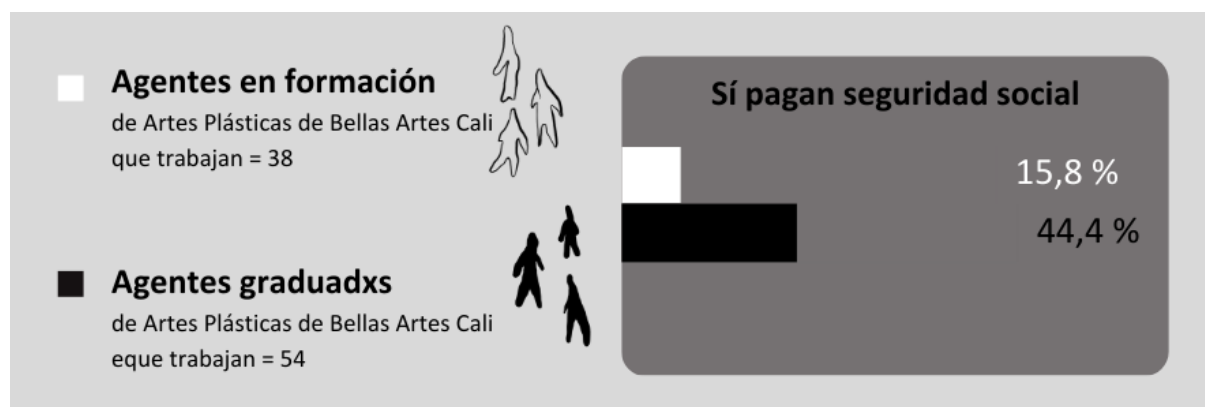 Agentes en formación
de Artes Plásticas de Bellas Artes Cali
que trabajan = 38
Agentes graduadxs
de Artes Plásticas de Bellas Artes Cali
eque trabajan = 54
Sí pagan seguridad social
15,8 %
44,4 %